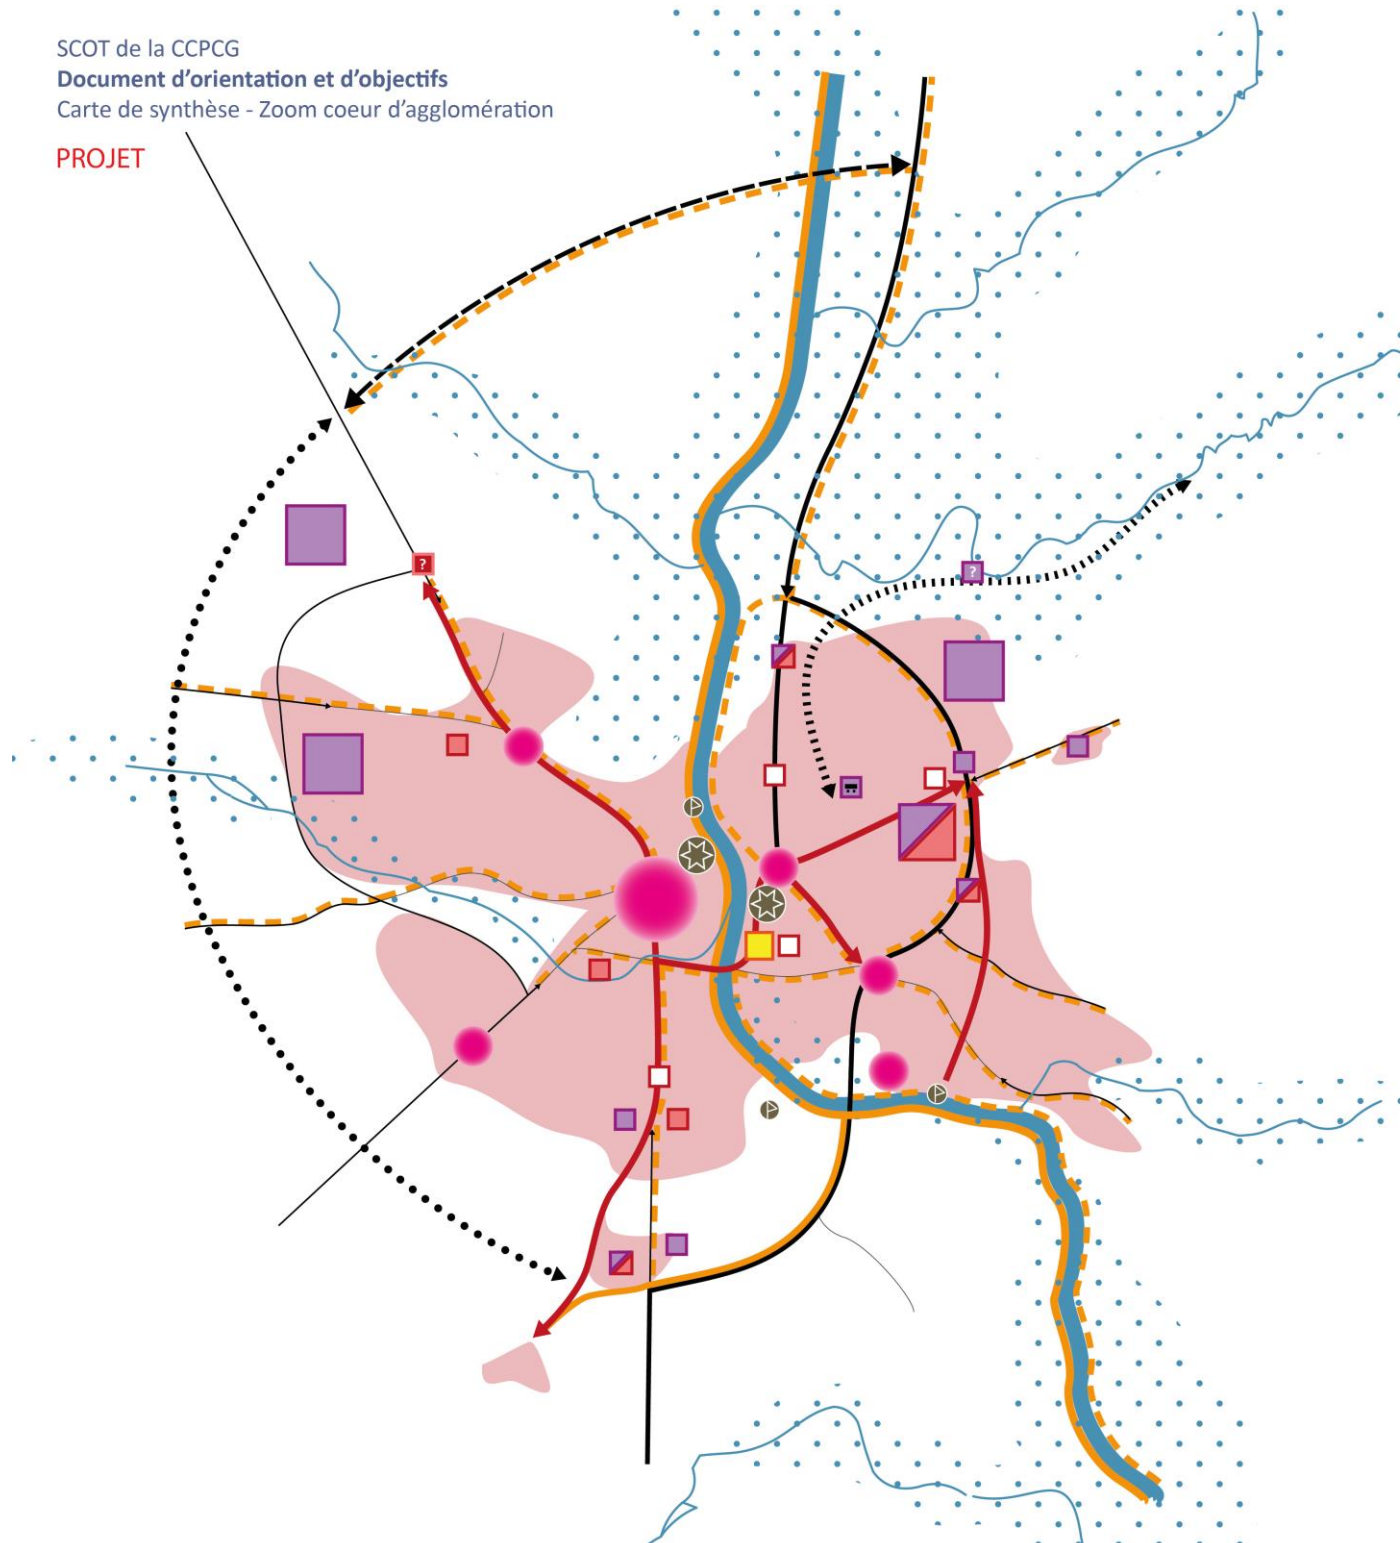 SCOT de la CCPCG
Document d'orientation et d'objectifs
Carte de synthèse - Zoom coeur d'agglomération
PROJET
?
?